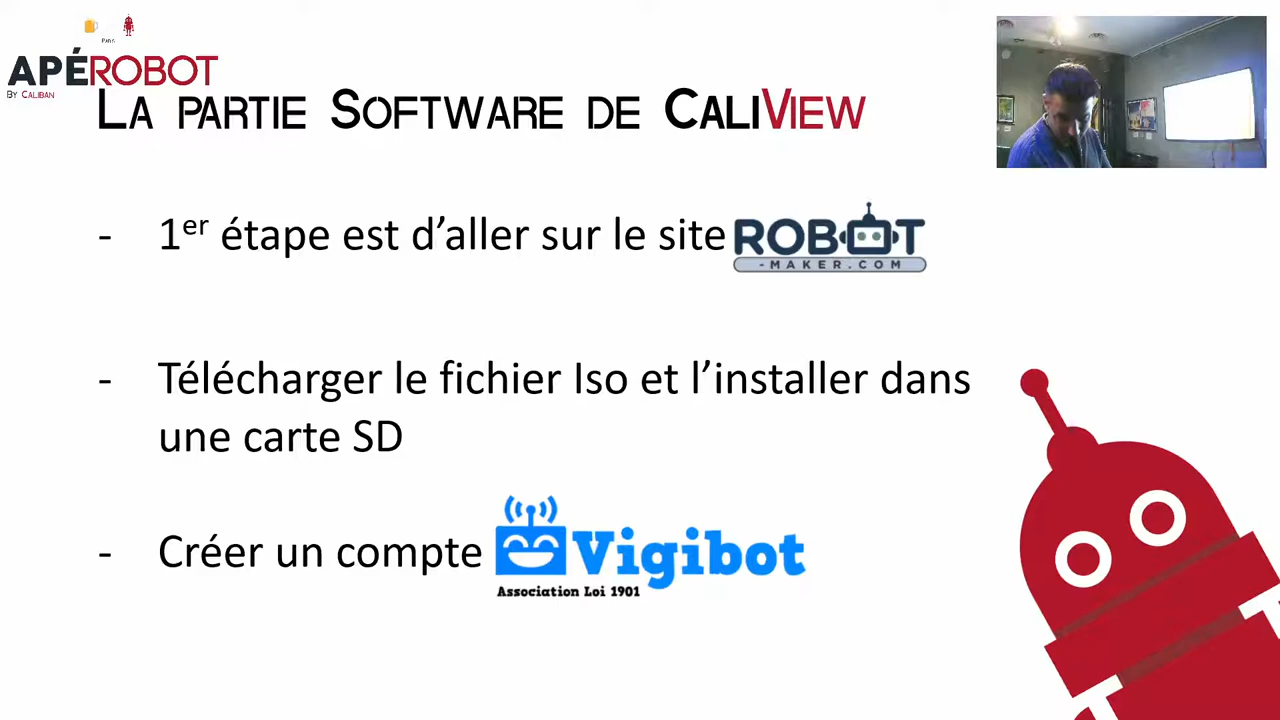 Paris
APÉROBOT
BY CALIBAN
LA PARTIE SOFTWARE DE CALIVIEW
- 1er étape est d’aller sur le site ROBOT
-MAKER.COM
- Télécharger le fichier Iso et l’installer dans
une carte SD
- Créer un compte Vigibot
Association Loi 1901